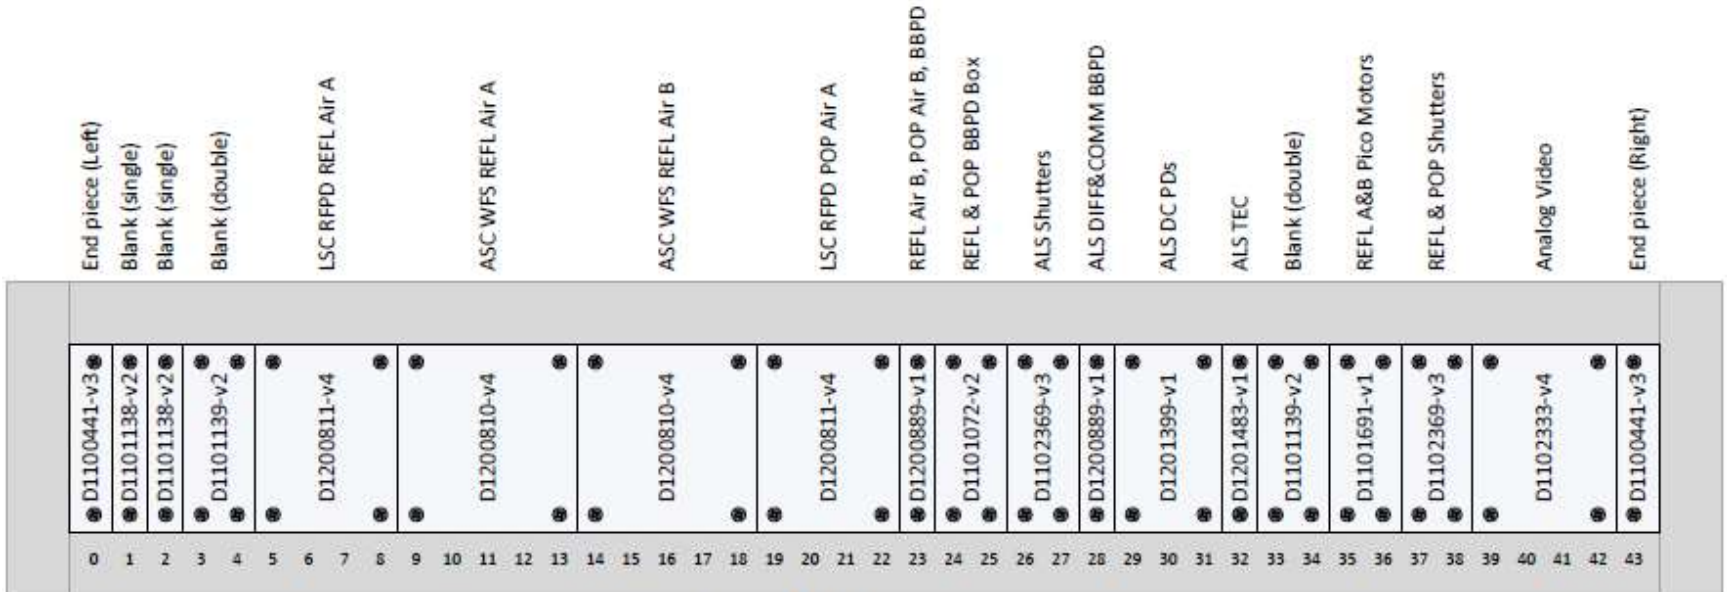 End piece (Left)
Blank (single)
Blank (single)
Blank (double)
LSC RFPD REFL Air A
ASC WFS REFL Air A
ASC WFS REFL Air B
LSC RFPD POP Air A
REFL Air B, POP Air B, BBPD
REFL & POP BBPD Box
ALS Shutters
ALS DIFF&COMM BBPD
ALS DC PDs
ALS TEC
Blank (double)
REFL A&B Pico Motors
REFL & POP Shutters
Analog Video
End piece (Right)
D1100441-v3
D1101138-v2
D1101138-v2
D1101139-v2
D1200811-v4
D1200810-v4
D1200810-v4
D1200811-v4
D1200889-v1
D1101072-v2
D1102369-v3
D1200889-v1
D1201399-v1
D1201483-v1
D1101139-v2
D1101691-v1
D1102369-v3
D1102333-v4
D1100441-v3
0 1 2 3 4 5 6 7 8 9 10 11 12 13 14 15 16 17 18 19 20 21 22 23 24 25 26 27 28 29 30 31 32 33 34 35 36 37 38 39 40 41 42 43